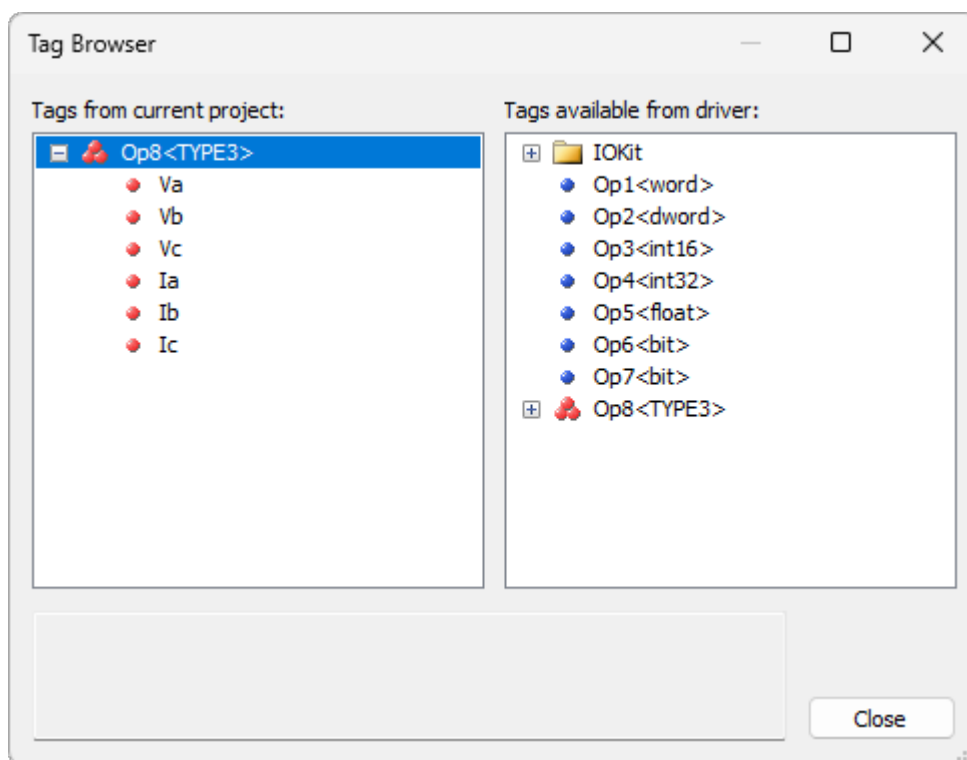 Tag Browser
Tags from current project:
Op8<TYPE3>
Va
Vb
Vc
Ia
Ib
Ic
Tags available from driver:
IOKit
Op1<word>
Op2<dword>
Op3<int16>
Op4<int32>
Op5<float>
Op6<bit>
Op7<bit>
Op8<TYPE3>
Close